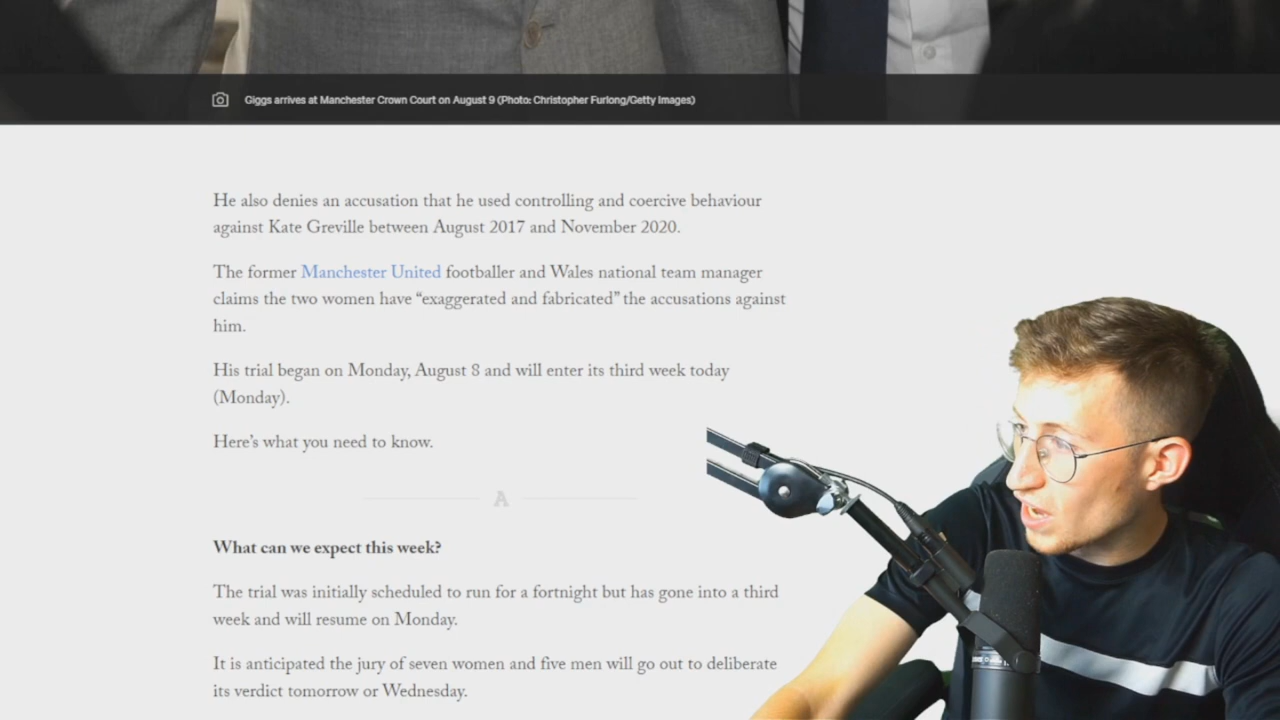 Giggs arrives at Manchester Crown Court on August 9 (Photo: Christopher Furlong/Getty Images)
He also denies an accusation that he used controlling and coercive behaviour
against Kate Greville between August 2017 and November 2020.
The former Manchester United footballer and Wales national team manager
claims the two women have “exaggerated and fabricated” the accusations against
him.
His trial began on Monday, August 8 and will enter its third week today
(Monday).
Here’s what you need to know.
A
What can we expect this week?
The trial was initially scheduled to run for a fortnight but has gone into a third
week and will resume on Monday.
It is anticipated the jury of seven women and five men will go out to deliberate
its verdict tomorrow or Wednesday.